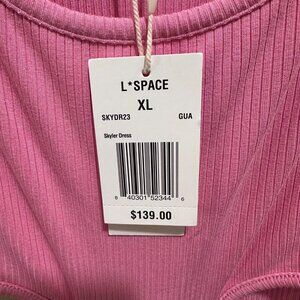 L*SPACE
XL
SKYDR23 GUA
Skyler Dress
8 40301 52344 6
$139.00